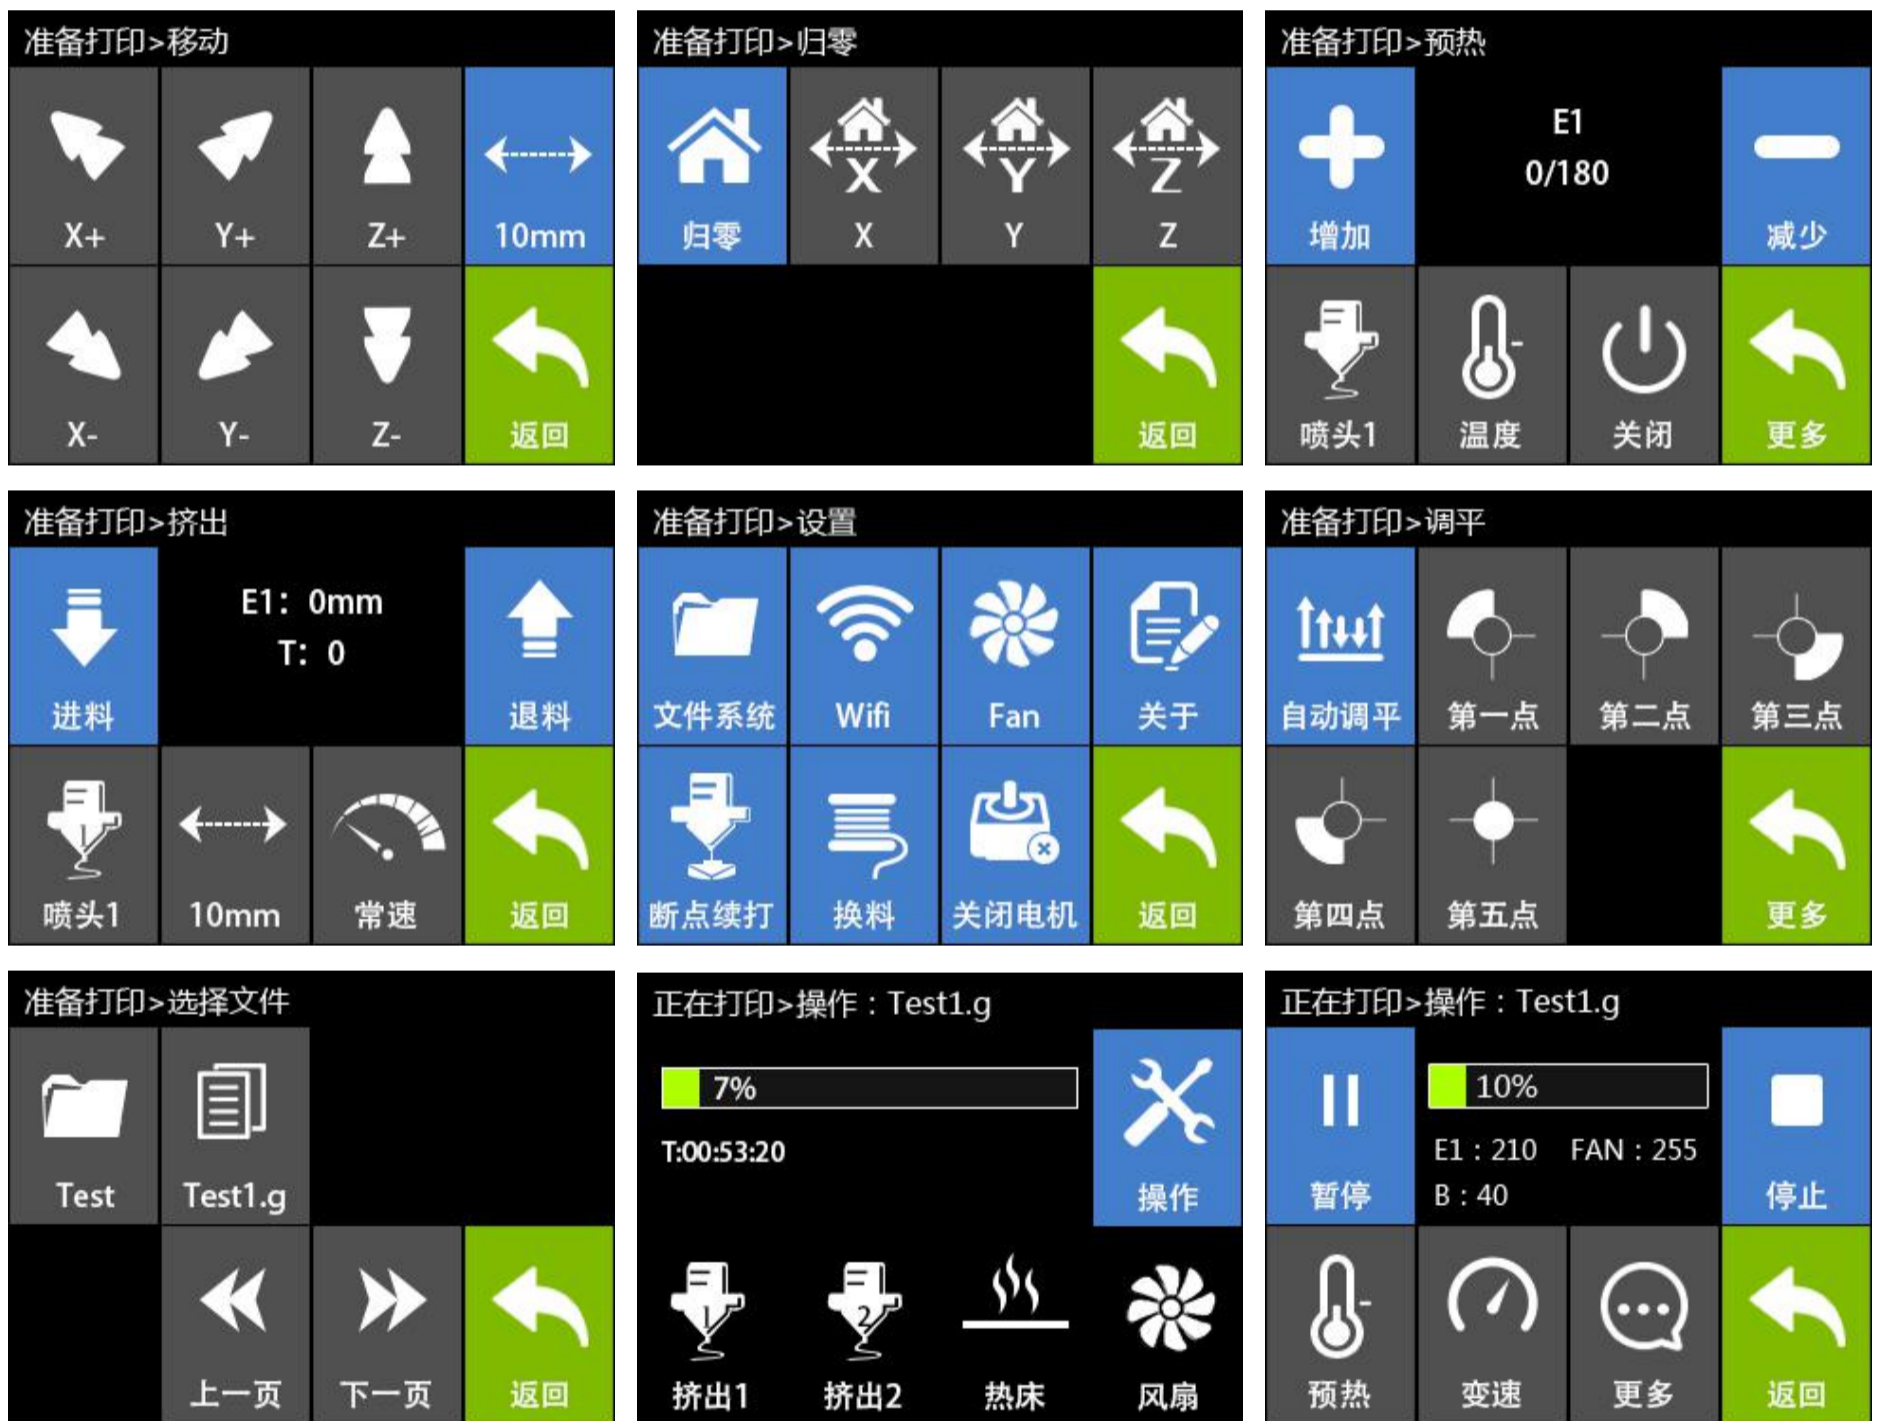 准备打印>移动
X+ Y+ Z+ 10mm
X- Y- Z- 返回
准备打印>归零
归零 X Y Z
X Y Z
返回
准备打印>预热
E1
0/180
增加 减少
喷头1 温度 关闭 更多
准备打印>挤出
E1: 0mm
T: 0
进料 退料
1
喷头1 10mm 常速 返回
准备打印>设置
文件系统 Wifi Fan 关于
断点续打 换料 关闭电机 返回
准备打印>调平
自动调平 第一点 第二点 第三点
第四点 第五点 更多
准备打印>选择文件
Test Test1.g
上一页 下一页 返回
正在打印>操作：Test1.g
7%
T:00:53:20
操作
1 2
挤出1 挤出2 热床 风扇
正在打印>操作：Test1.g
10%
E1：210 FAN：255
B：40
暂停 停止
预热 变速 更多 返回